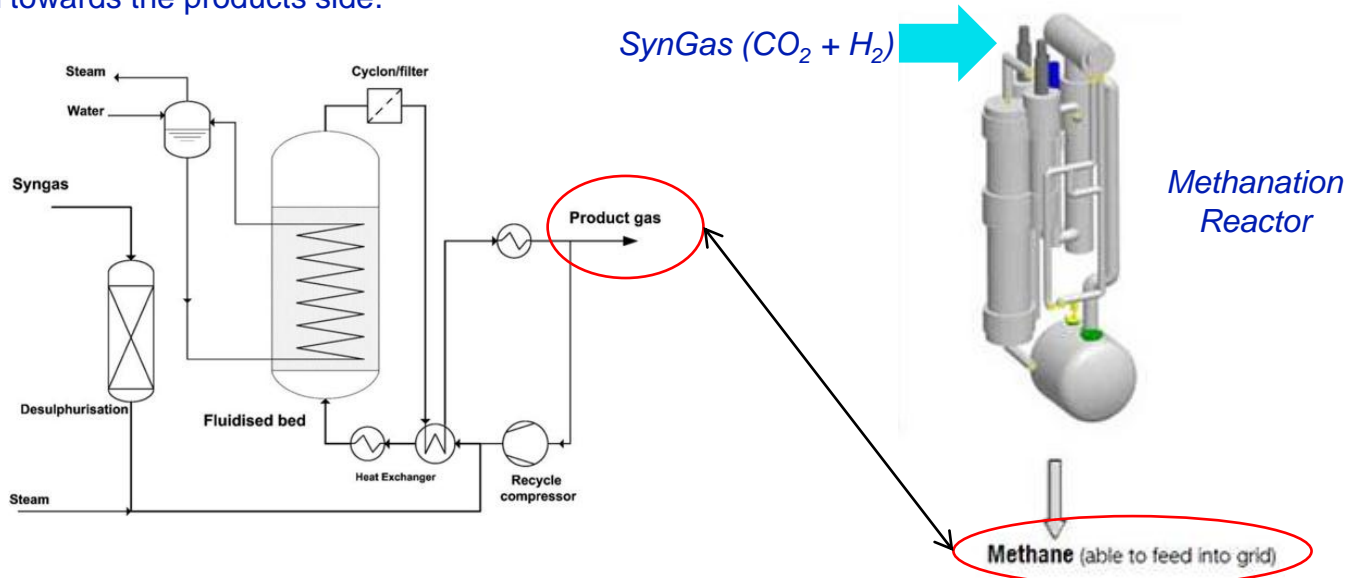 towards the products side.
SynGas (CO₂ + H₂)
Steam
Cyclon/filter
Water
Syngas
Product gas
Methanation
Reactor
Desulphurisation
Fluidised bed
Heat Exchanger
Recycle
compressor
Steam
Methane (able to feed into grid)